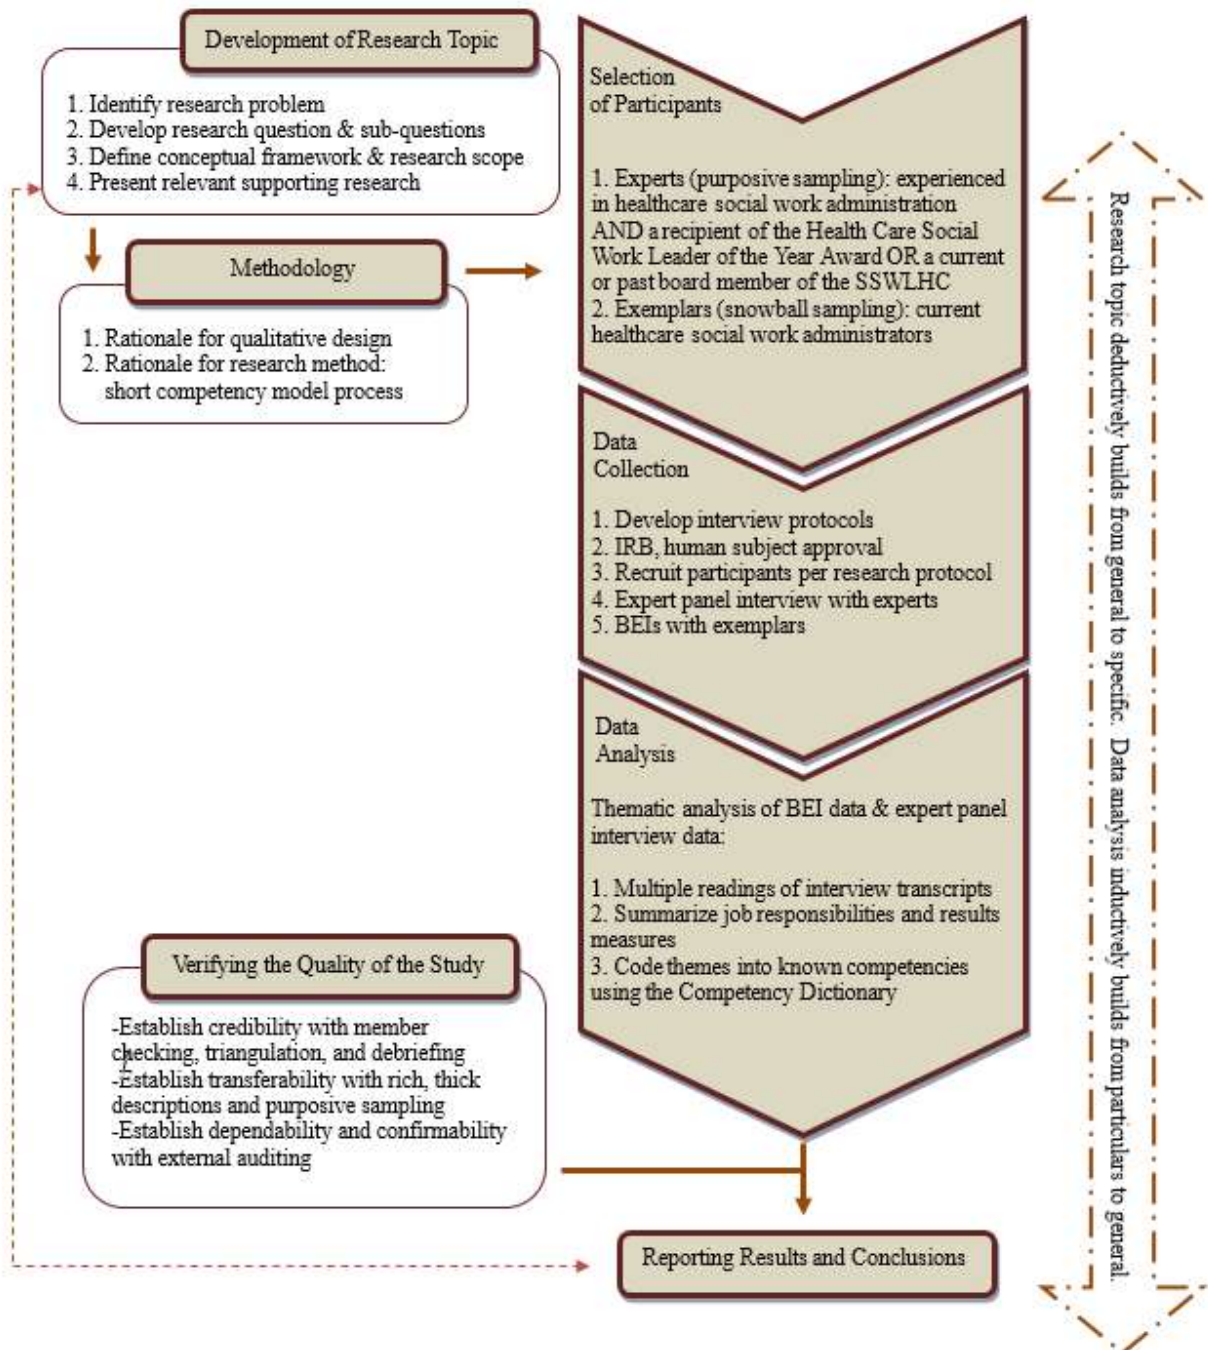 Development of Research Topic
1. Identify research problem
2. Develop research question & sub-questions
3. Define conceptual framework & research scope
4. Present relevant supporting research
Methodology
1. Rationale for qualitative design
2. Rationale for research method:
short competency model process
Selection
of Participants
1. Experts (purposive sampling): experienced
in healthcare social work administration
AND a recipient of the Health Care Social
Work Leader of the Year Award OR a current
or past board member of the SSWLHC
2. Exemplars (snowball sampling): current
healthcare social work administrators
Data
Collection
1. Develop interview protocols
2. IRB, human subject approval
3. Recruit participants per research protocol
4. Expert panel interview with experts
5. BEIs with exemplars
Data
Analysis
Thematic analysis of BEI data & expert panel
interview data:
1. Multiple readings of interview transcripts
2. Summarize job responsibilities and results
measures
3. Code themes into known competencies
using the Competency Dictionary
Verifying the Quality of the Study
-Establish credibility with member
checking, triangulation, and debriefing
-Establish transferability with rich, thick
descriptions and purposive sampling
-Establish dependability and confirmability
with external auditing
Reporting Results and Conclusions
Research topic deductively builds from general to specific. Data analysis inductively builds from particulars to general.